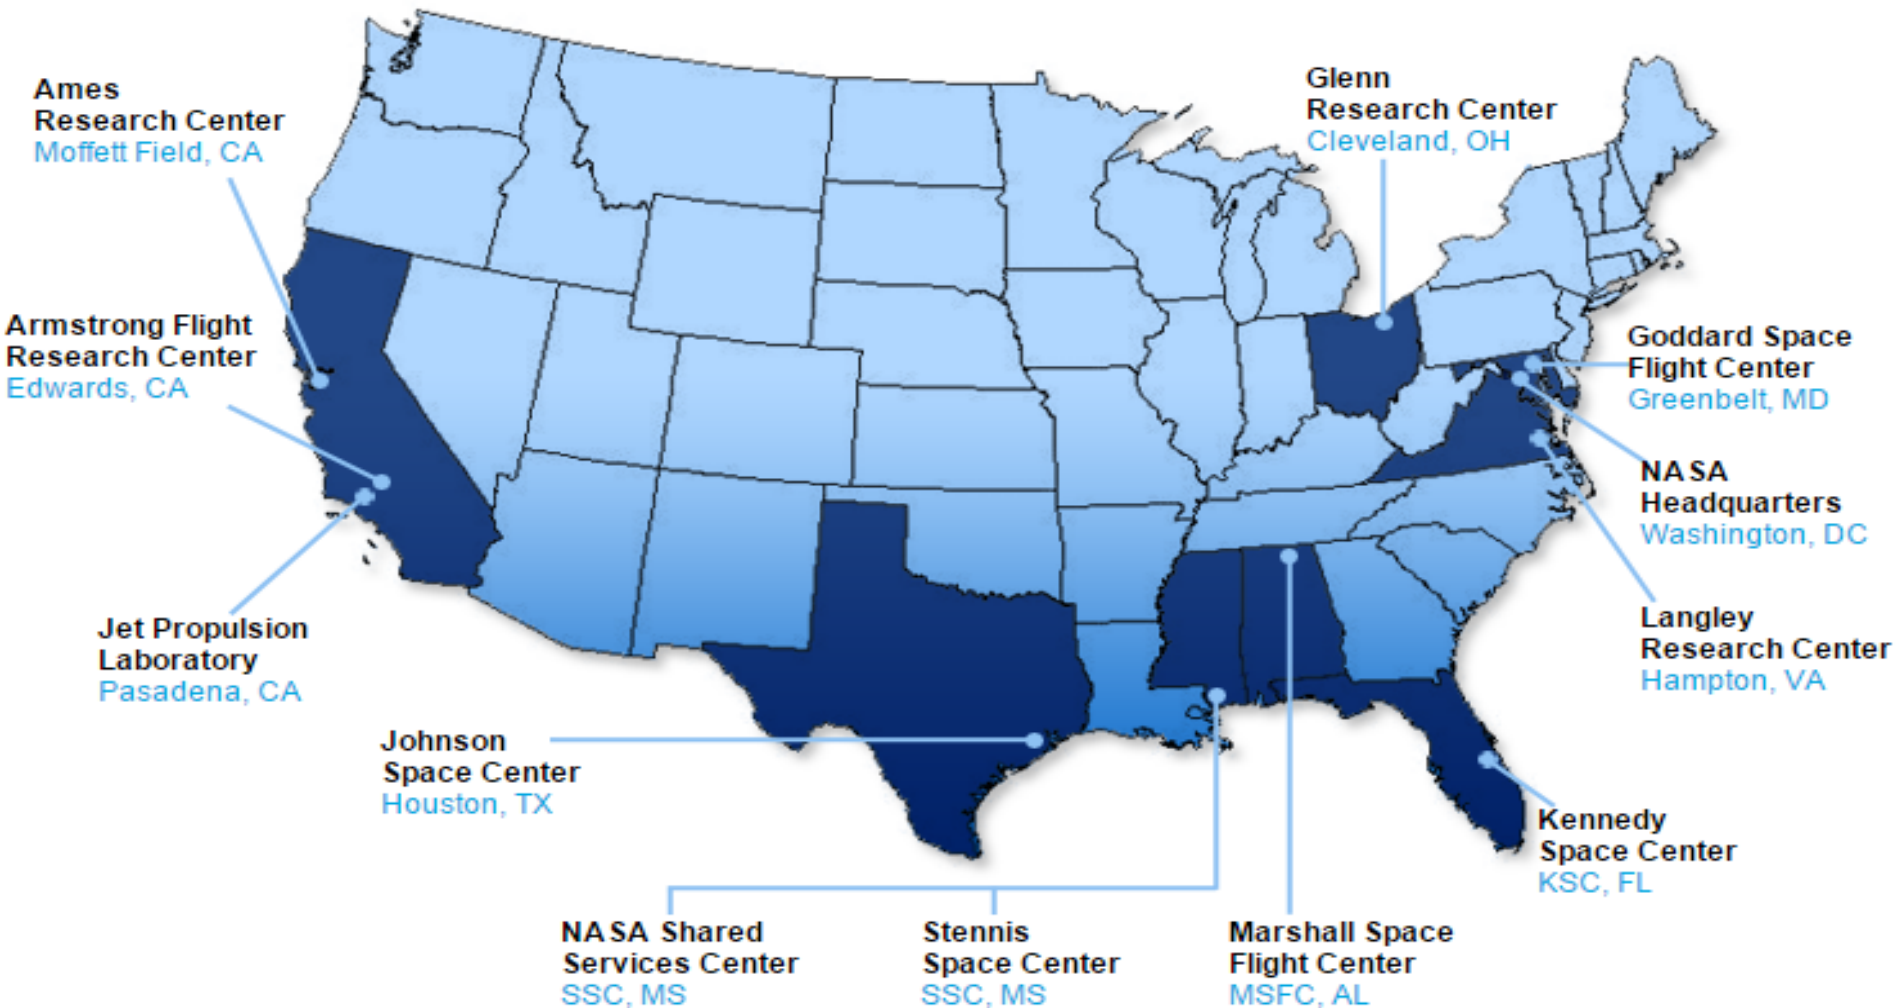 Ames
Research Center
Moffett Field, CA
Glenn
Research Center
Cleveland, OH
Armstrong Flight
Research Center
Edwards, CA
Goddard Space
Flight Center
Greenbelt, MD
NASA
Headquarters
Washington, DC
Jet Propulsion
Laboratory
Pasadena, CA
Langley
Research Center
Hampton, VA
Johnson
Space Center
Houston, TX
Kennedy
Space Center
KSC, FL
NASA Shared
Services Center
SSC, MS
Stennis
Space Center
SSC, MS
Marshall Space
Flight Center
MSFC, AL